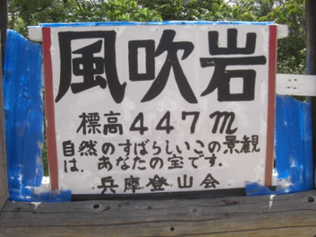 風吹岩
標高447m
自然のすばらしいこの景観
は、あなたの宝です。
兵庫登山会